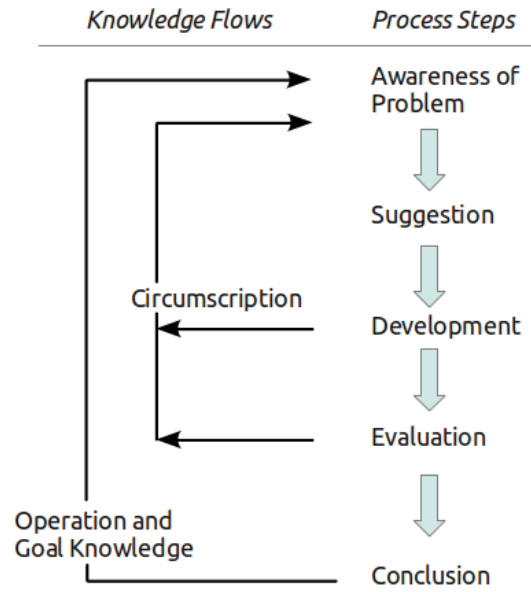 Knowledge Flows
Process Steps
Awareness of
Problem
Suggestion
Circumscription
Development
Evaluation
Operation and
Goal Knowledge
Conclusion